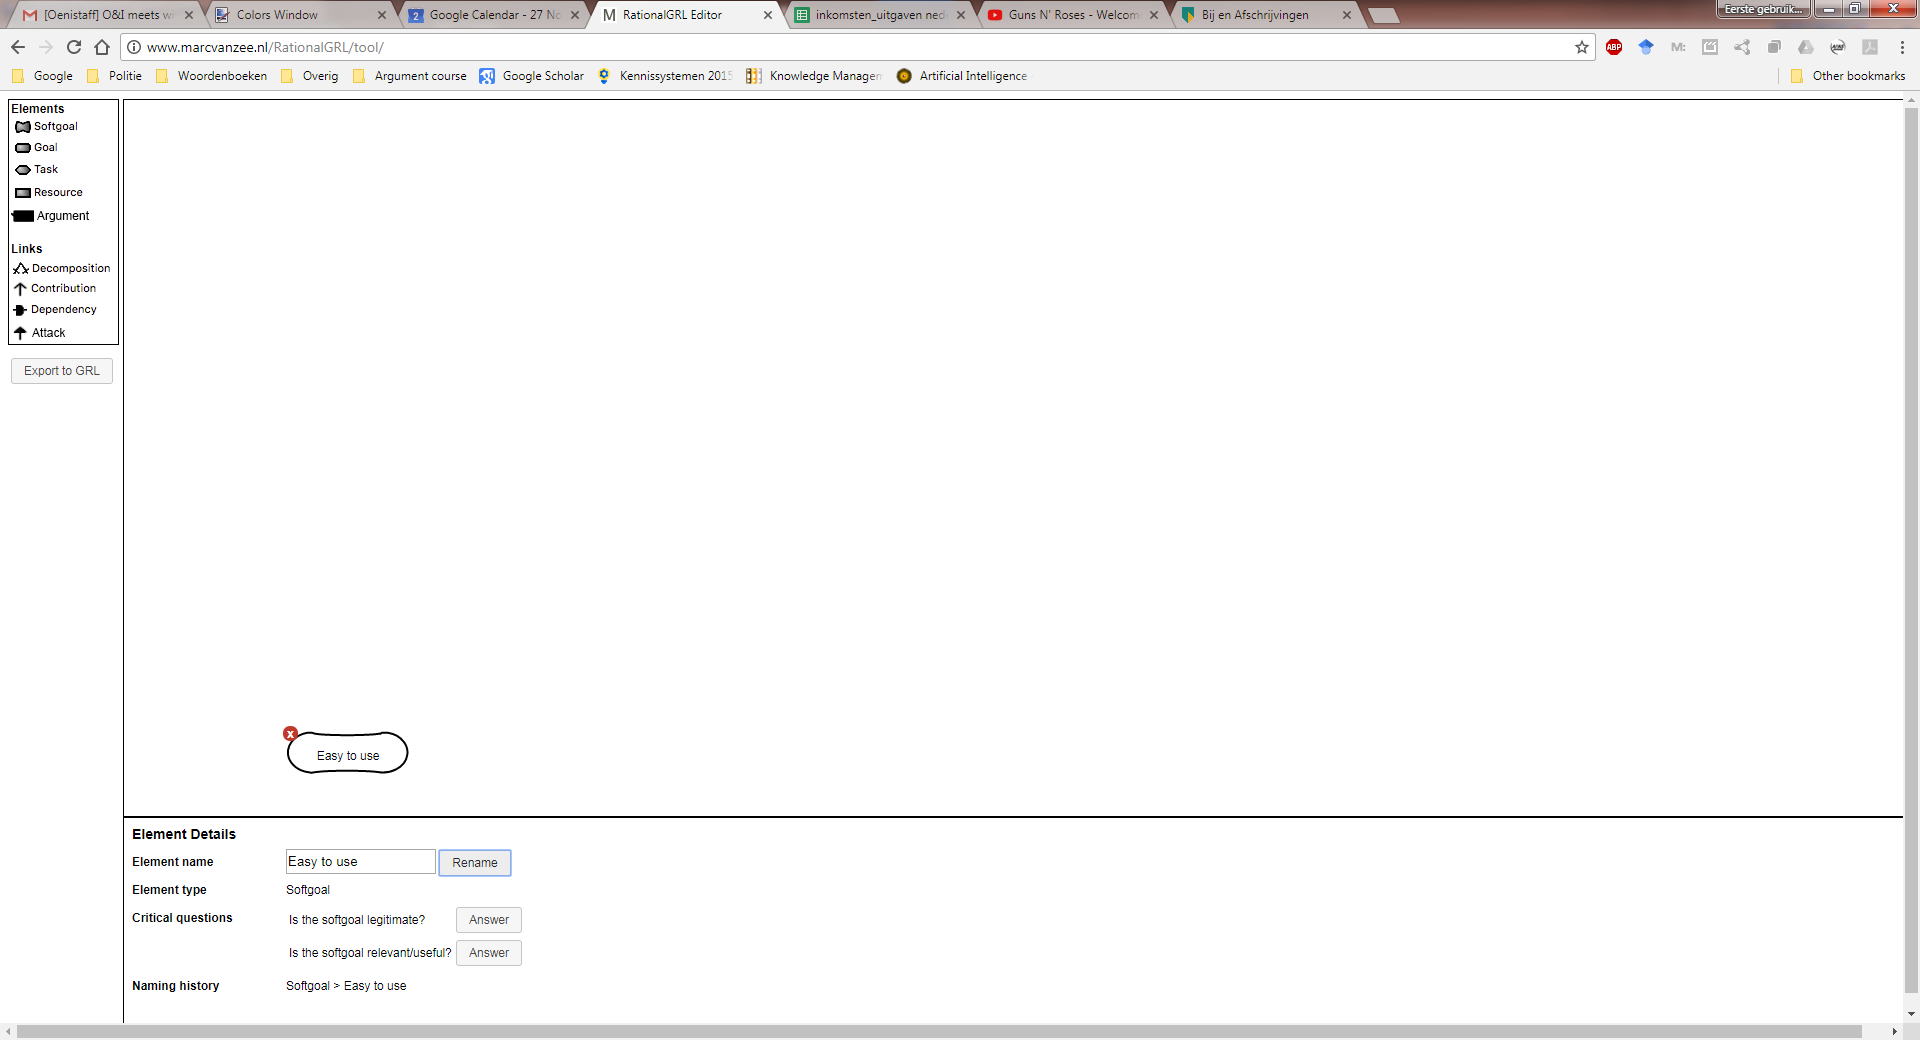 [Oenistaff] O&I meets wi
Colors Window
Google Calendar - 27 No
RationalGRL Editor
inkomsten_uitgaven nede
Guns N' Roses - Welcom
Bij en Afschrijvingen
Eerste gebruik...
www.marcvanzee.nl/RationalGRL/tool/
Google
Politie
Woordenboeken
Overig
Argument course
Google Scholar
Kennissystemen 2015
Knowledge Managem
Artificial Intelligence
Other bookmarks
Elements
Softgoal
Goal
Task
Resource
Argument
Links
Decomposition
Contribution
Dependency
Attack
Export to GRL
x
Easy to use
Element Details
Element name Easy to use Rename
Element type Softgoal
Critical questions Is the softgoal legitimate? Answer
Is the softgoal relevant/useful? Answer
Naming history Softgoal > Easy to use